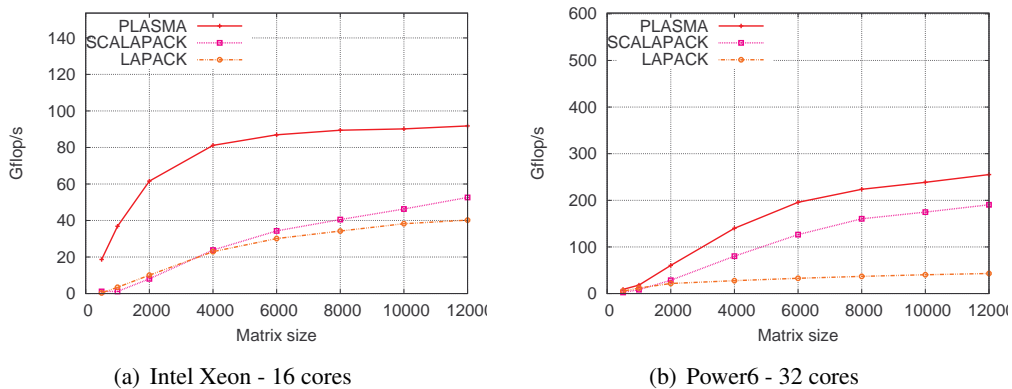 PLASMA
SCALAPACK
LAPACK
140
120
100
80
60
40
20
0
Gflop/s
0 2000 4000 6000 8000 10000 12000
Matrix size
(a) Intel Xeon - 16 cores
PLASMA
SCALAPACK
LAPACK
600
500
400
300
200
100
0
Gflop/s
0 2000 4000 6000 8000 10000 12000
Matrix size
(b) Power6 - 32 cores